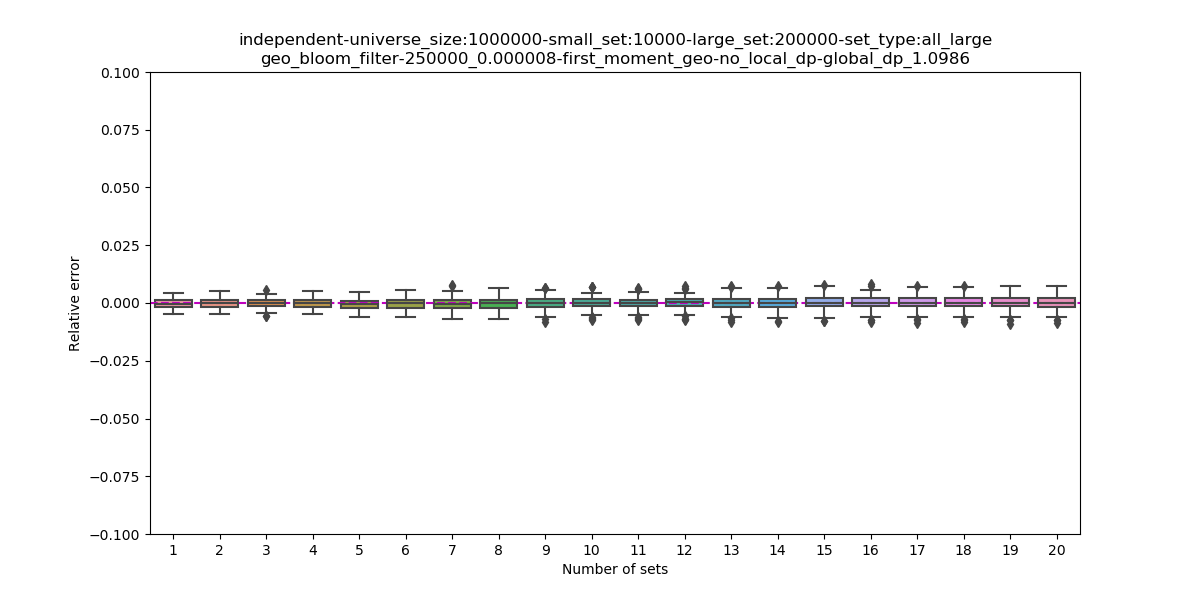 independent-universe_size:1000000-small_set:10000-large_set:200000-set_type:all_large
geo_bloom_filter-250000_0.000008-first_moment_geo-no_local_dp-global_dp_1.0986
0.100
0.075
0.050
0.025
0.000
−0.025
−0.050
−0.075
−0.100
Relative error
1 2 3 4 5 6 7 8 9 10 11 12 13 14 15 16 17 18 19 20
Number of sets